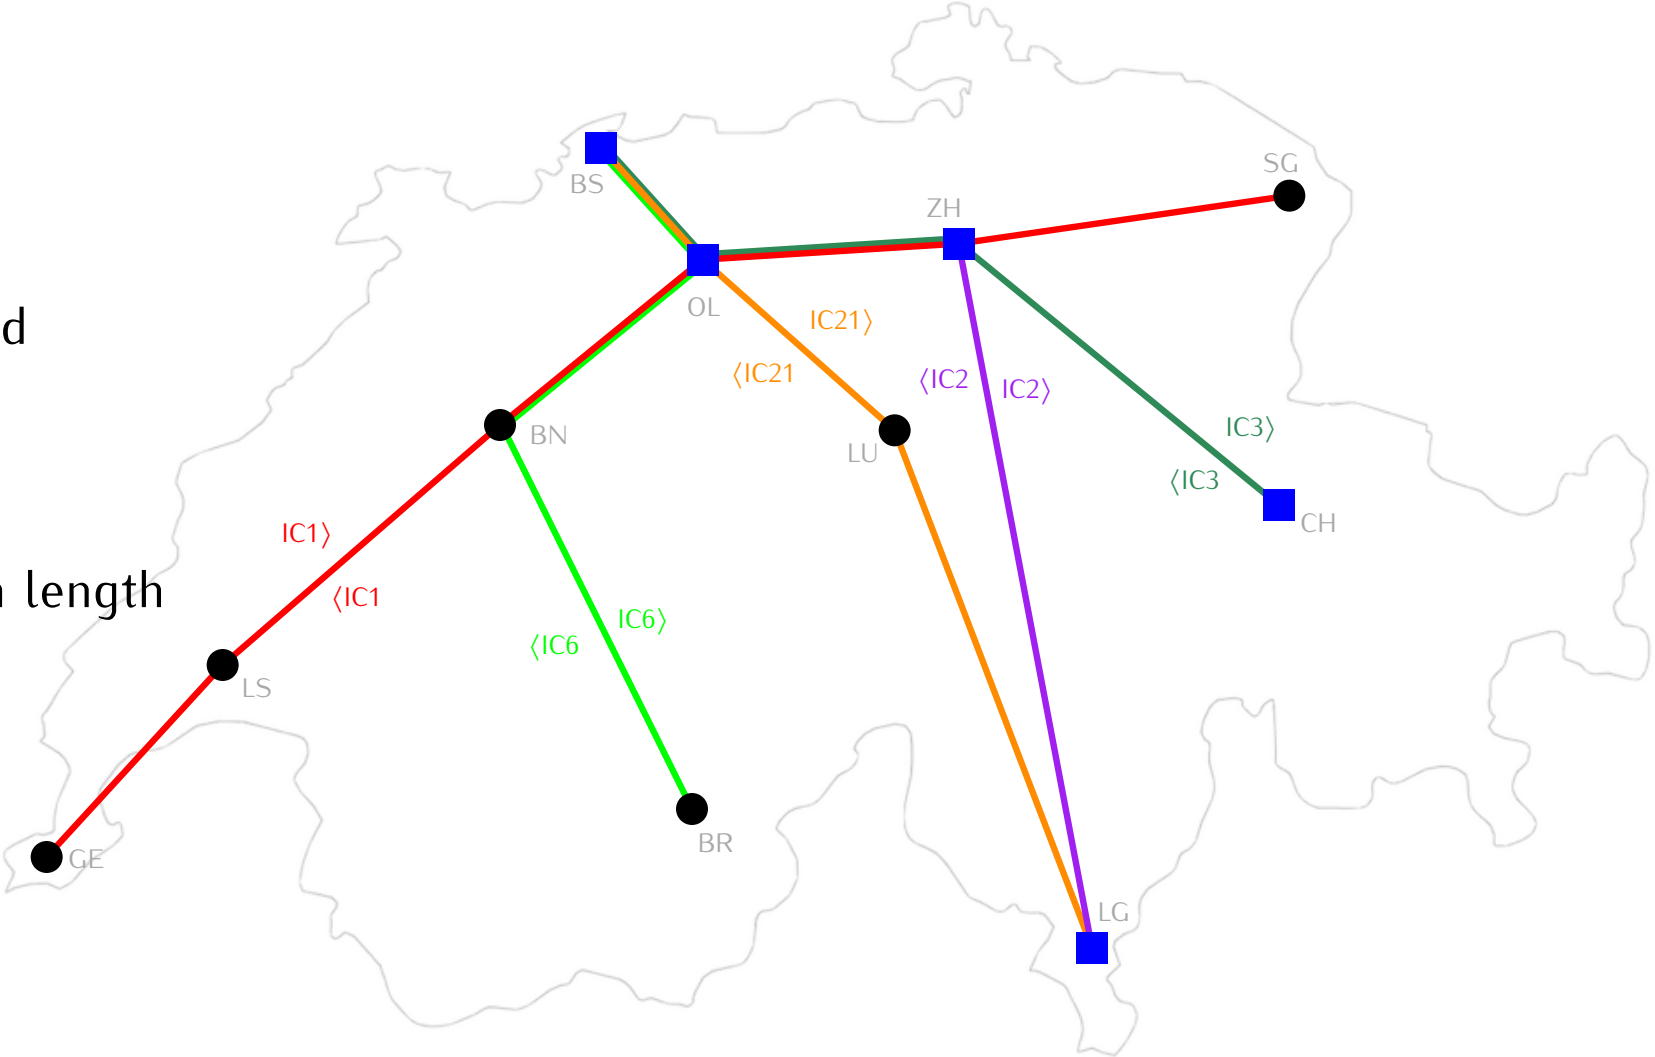 SG
BS
ZH
OL
d
IC21⟩
⟨IC21
⟨IC2
IC2⟩
IC3⟩
BN
LU
⟨IC3
CH
IC1⟩
length
⟨IC1
IC6⟩
⟨IC6
LS
BR
GE
LG